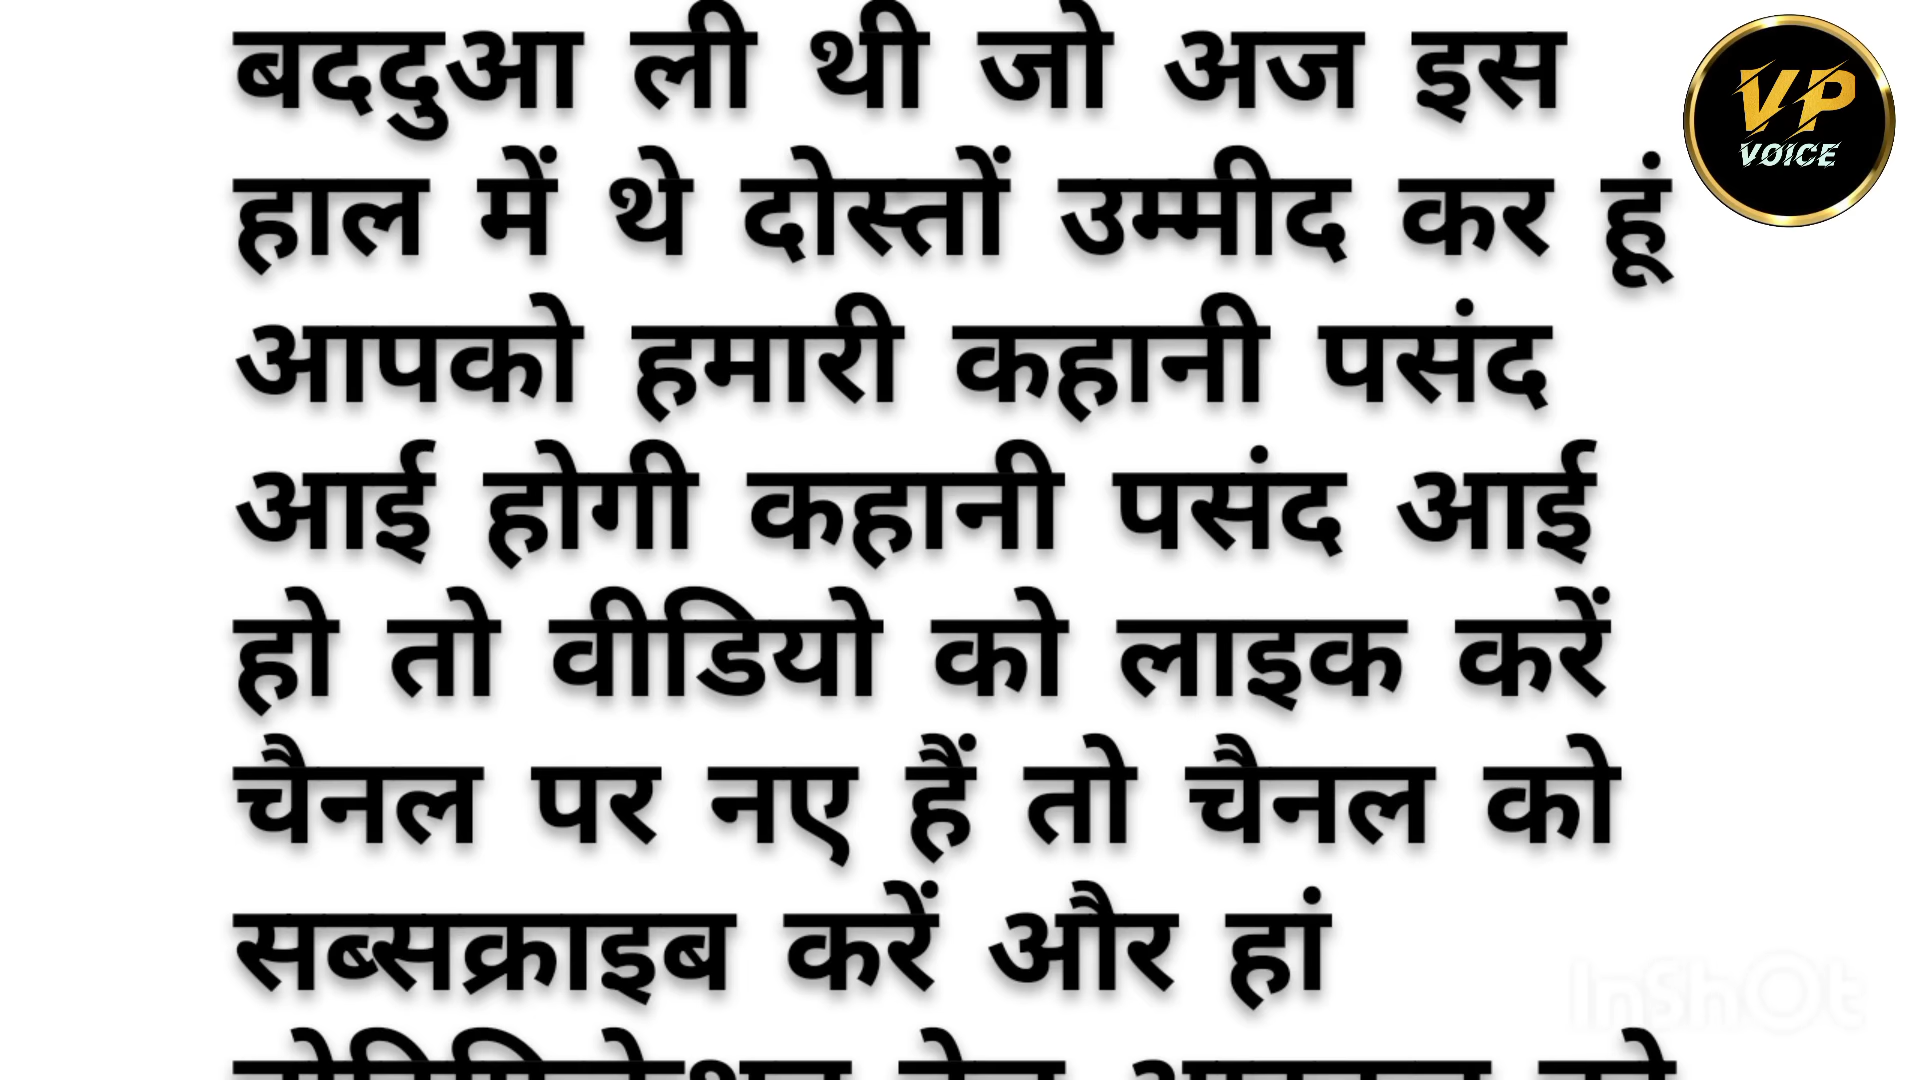 बददुआ ली थी जो अज इस
VP
VOICE
हाल में थे दोस्तों उम्मीद कर हूं
आपको हमारी कहानी पसंद
आई होगी कहानी पसंद आई
हो तो वीडियो को लाइक करें
चैनल पर नए हैं तो चैनल को
सब्सक्राइब करें और हां
InShOt